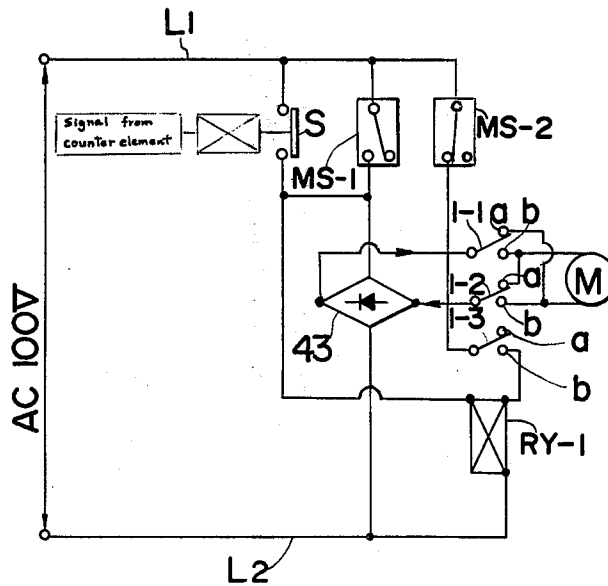 L1
Signal from
counter element
S
MS-1
MS-2
1-1
a
b
M
1-2
a
b
1-3
a
b
43
AC 100V
RY-1
L2